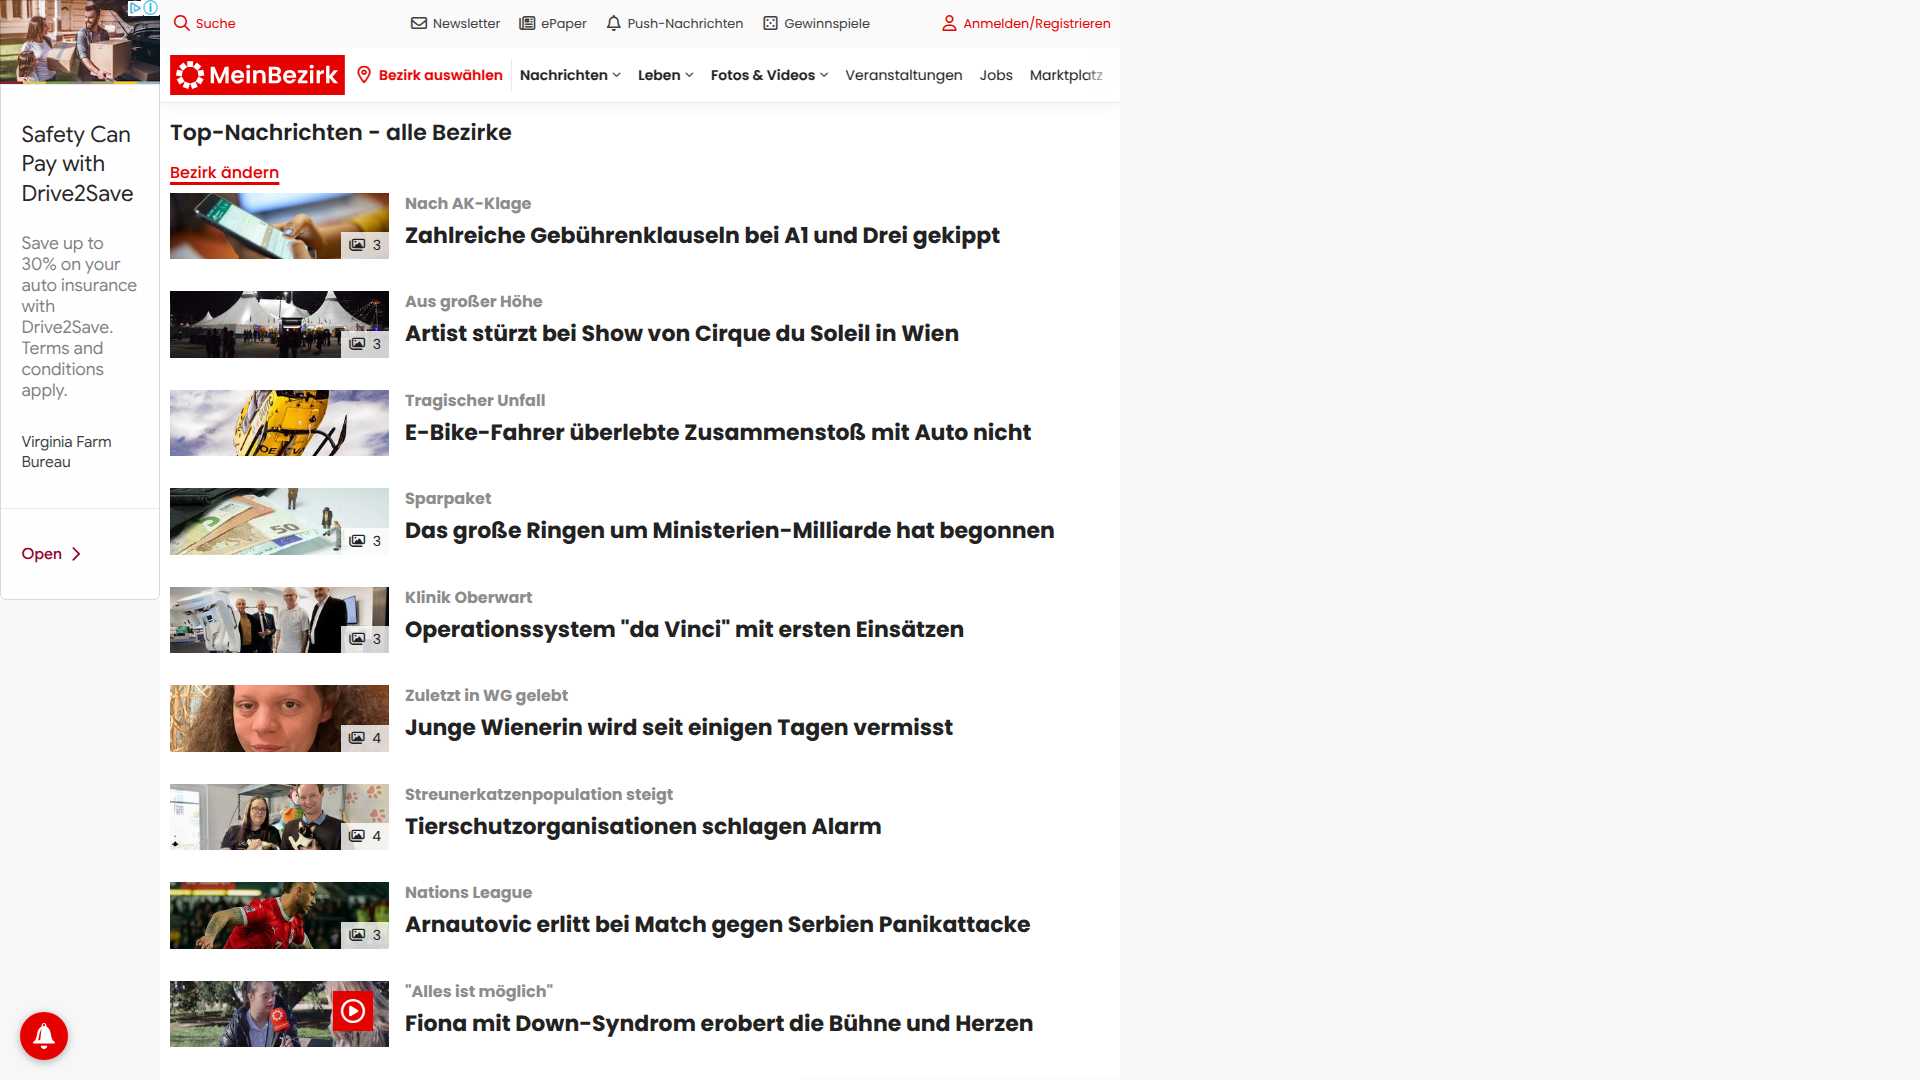 Suche
Newsletter
ePaper
Push-Nachrichten
Gewinnspiele
Anmelden/Registrieren
MeinBezirk
Bezirk auswählen
Nachrichten
Leben
Fotos & Videos
Veranstaltungen
Jobs
Marktplatz
Safety Can
Pay with
Drive2Save
Save up to
30% on your
auto insurance
with
Drive2Save.
Terms and
conditions
apply.
Virginia Farm
Bureau
Open
Top-Nachrichten - alle Bezirke
Bezirk ändern
3
Nach AK-Klage
Zahlreiche Gebührenklauseln bei A1 und Drei gekippt
3
Aus großer Höhe
Artist stürzt bei Show von Cirque du Soleil in Wien
Tragischer Unfall
E-Bike-Fahrer überlebte Zusammenstoß mit Auto nicht
50
3
Sparpaket
Das große Ringen um Ministerien-Milliarde hat begonnen
3
Klinik Oberwart
Operationssystem "da Vinci" mit ersten Einsätzen
4
Zuletzt in WG gelebt
Junge Wienerin wird seit einigen Tagen vermisst
4
Streunerkatzenpopulation steigt
Tierschutzorganisationen schlagen Alarm
3
Nations League
Arnautovic erlitt bei Match gegen Serbien Panikattacke
"Alles ist möglich"
Fiona mit Down-Syndrom erobert die Bühne und Herzen